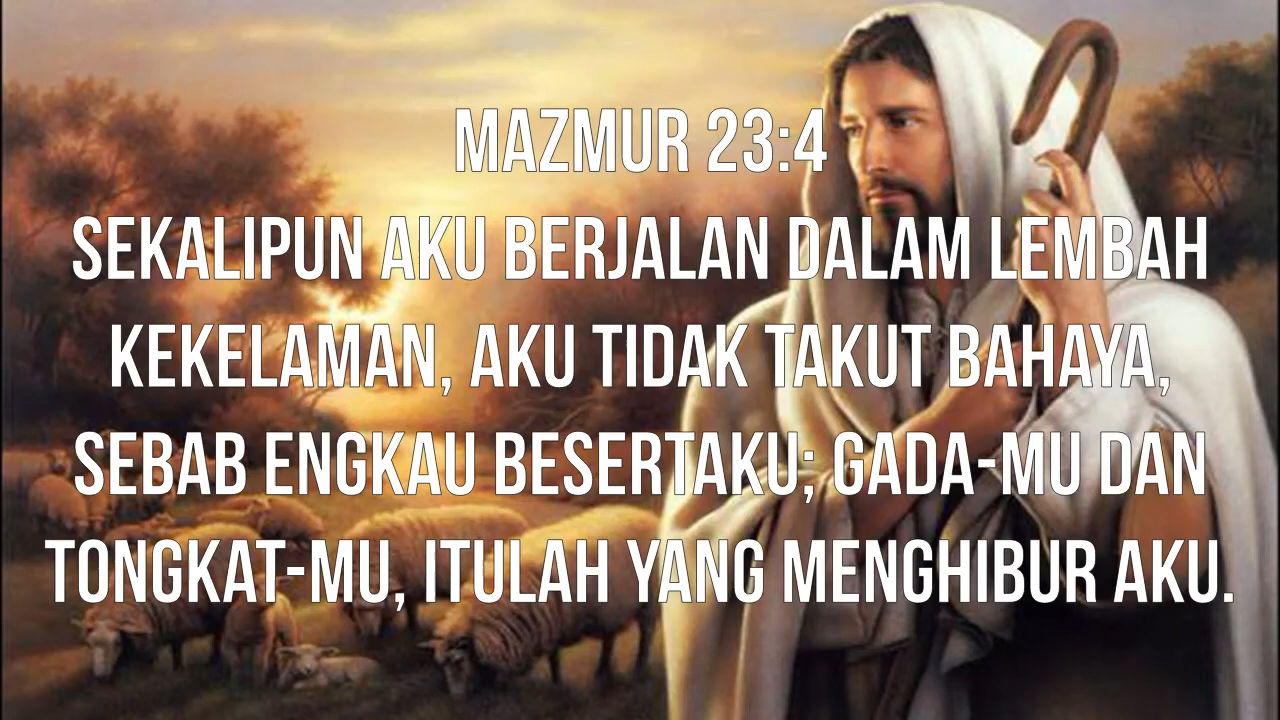 MAZMUR 23:4
SEKALIPUN AKU BERJALAN DALAM LEMBAH
KEKELAMAN, AKU TIDAK TAKUT BAHAYA,
SEBAB ENGKAU BESERTAKU; GADA-MU DAN
TONGKAT-MU, ITULAH YANG MENGHIBUR AKU.